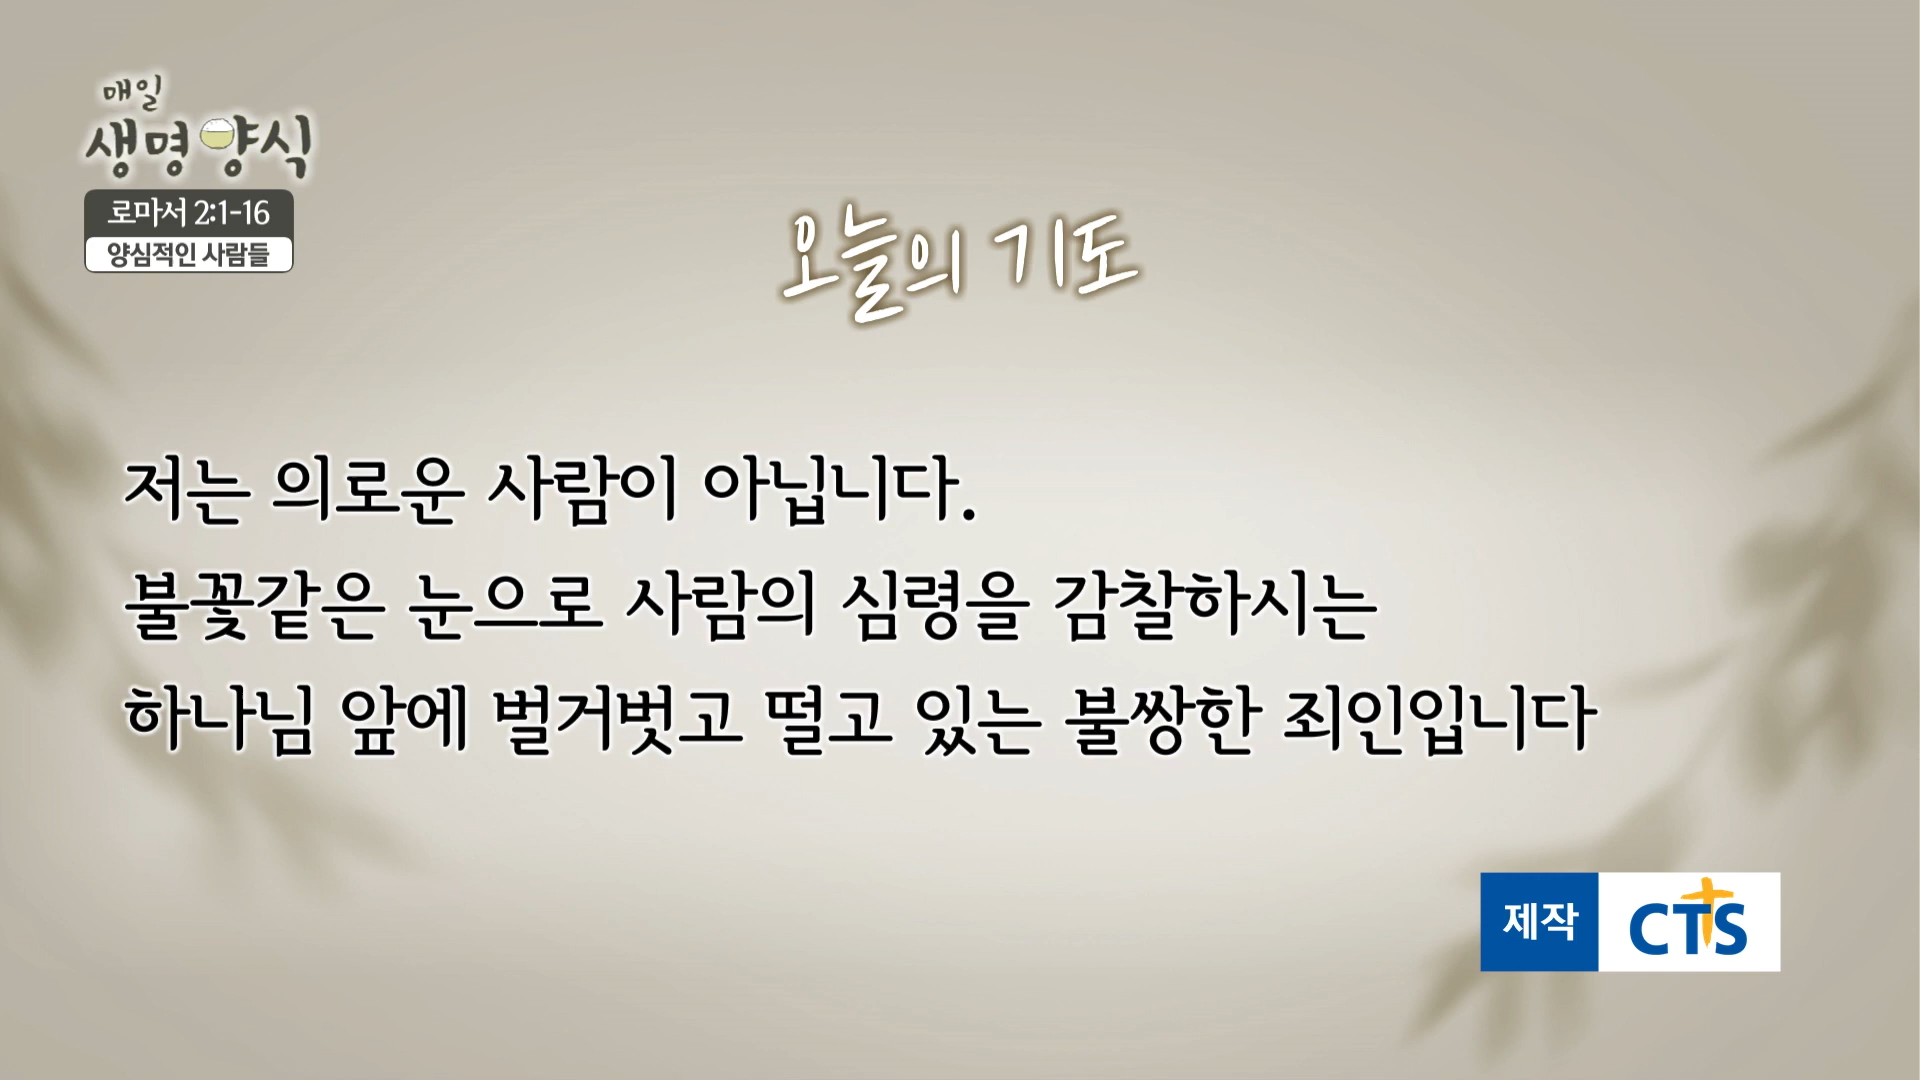 매일
생명양식
로마서 2:1-16
양심적인 사람들
오늘의 기도
저는 의로운 사람이 아닙니다.
불꽃같은 눈으로 사람의 심령을 감찰하시는
하나님 앞에 벌거벗고 떨고 있는 불쌍한 죄인입니다
제작 CTS